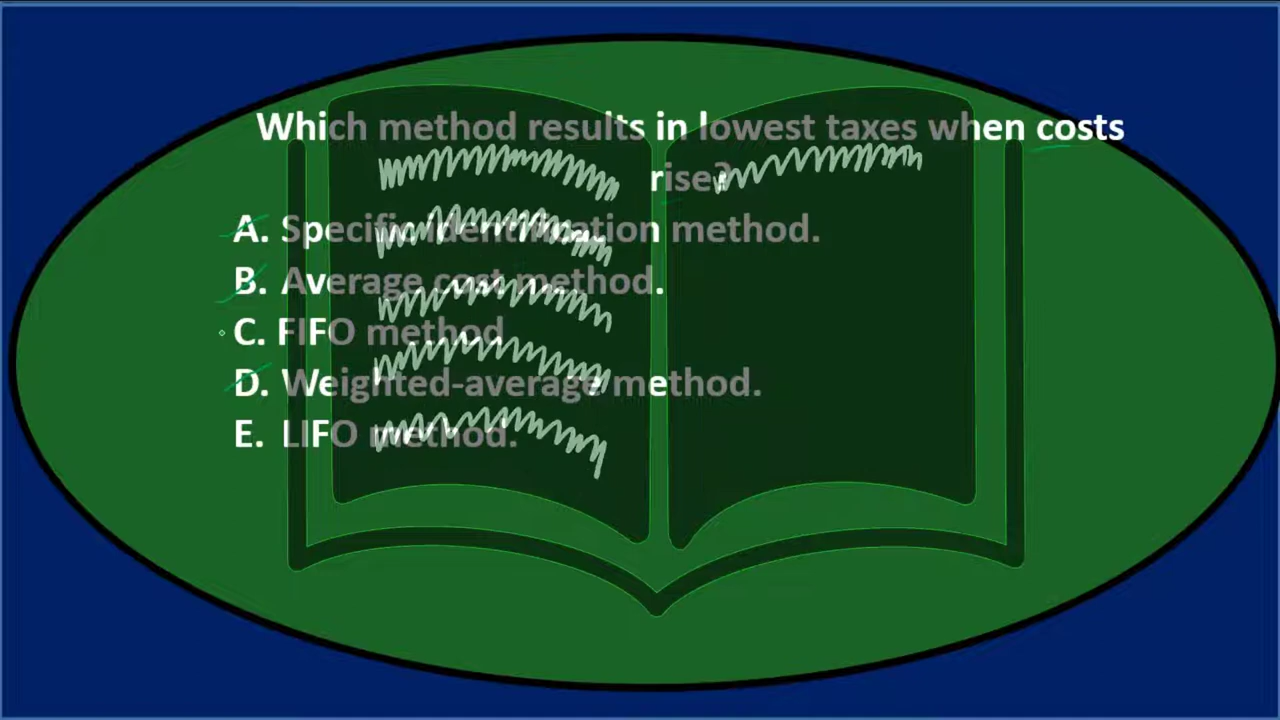 Which method results in lowest taxes when costs
rise?
A. Specific identification method.
B. Average cost method.
C. FIFO method
D. Weighted-average method.
E. LIFO method.